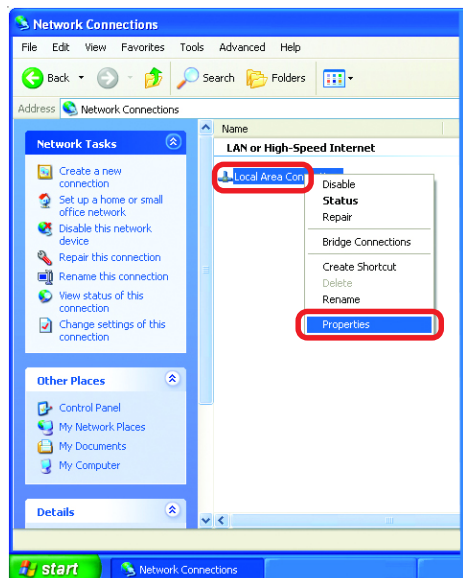 Network Connections
File Edit View Favorites Tools Advanced Help
Back Search Folders
Address Network Connections
Name
Network Tasks
LAN or High-Speed Internet
Create a new
connection
Set up a home or small
office network
Disable this network
device
Repair this connection
Rename this connection
View status of this
connection
Change settings of this
connection
Local Area Con
Disable
Status
Repair
Bridge Connections
Create Shortcut
Delete
Rename
Properties
Other Places
Control Panel
My Network Places
My Documents
My Computer
Details
start Network Connections